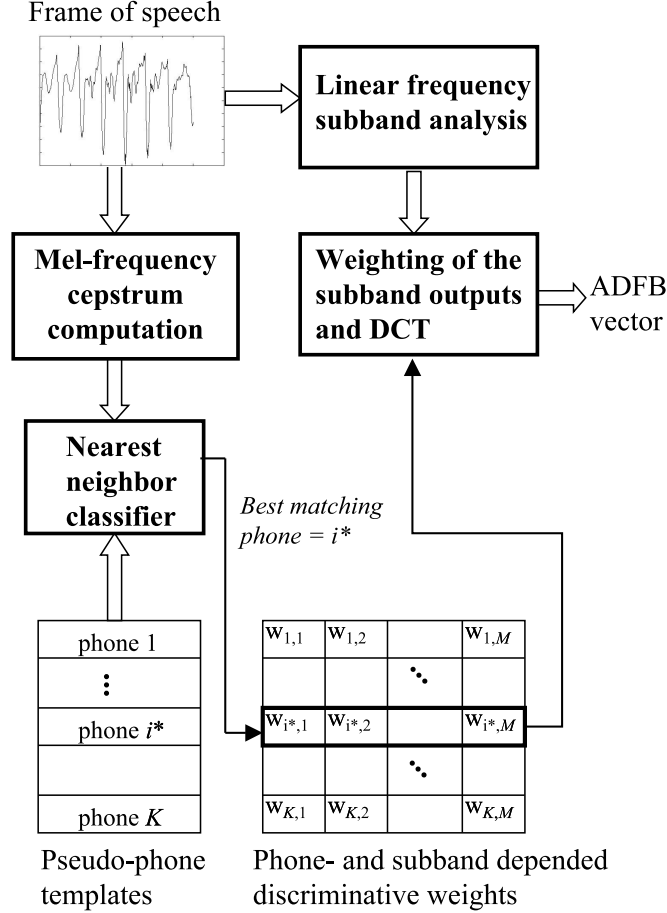 Frame of speech
Linear frequency
subband analysis
Mel-frequency
cepstrum
computation
Weighting of the
subband outputs
and DCT
ADFB
vector
Nearest
neighbor
classifier
Best matching
phone = i*
phone 1
⋮
phone i*
phone K
w1,1 w1,2 w1,M
⋱
wi*,1 wi*,2 wi*,M
⋱
wK,1 wK,2 wK,M
Pseudo-phone
templates
Phone- and subband depended
discriminative weights